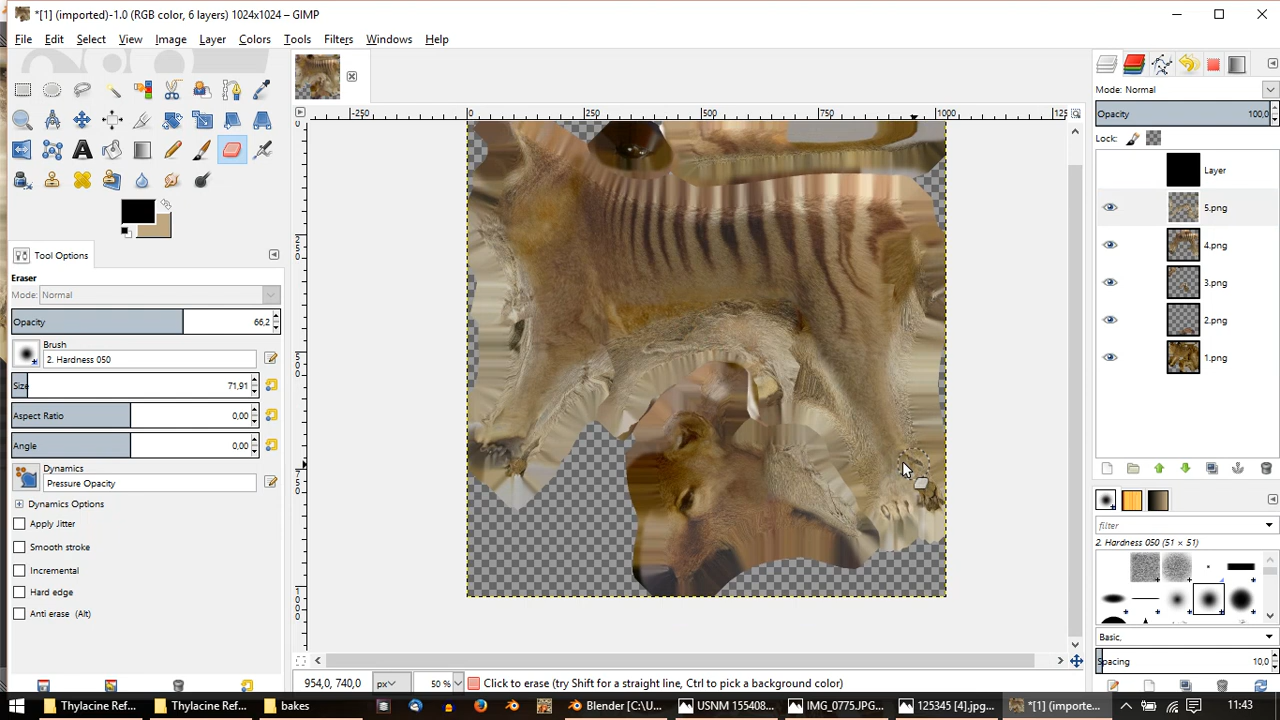 *[1] (imported)-1.0 (RGB color, 6 layers) 1024x1024 – GIMP
File Edit Select View Image Layer Colors Tools Filters Windows Help
Mode: Normal
Opacity 100,0
Lock:
-250 0 250 500 750 1000 125
0
250
500
750
1000
Layer
5.png
4.png
3.png
2.png
1.png
Tool Options
Eraser
Mode: Normal
Opacity 66,2
Brush
2. Hardness 050
Size 71,91
Aspect Ratio 0,00
Angle 0,00
Dynamics
Pressure Opacity
Dynamics Options
Apply Jitter
Smooth stroke
Incremental
Hard edge
Anti erase (Alt)
filter
2. Hardness 050 (51 × 51)
Basic,
Spacing 10,0
954,0, 740,0 px 50 % Click to erase (try Shift for a straight line, Ctrl to pick a background color)
Thylacine Ref... Thylacine Ref... bakes Blender [C:\U... USNM 155408... IMG_0775.JPG... 125345 [4].jpg... *[1] (importe... 11:43